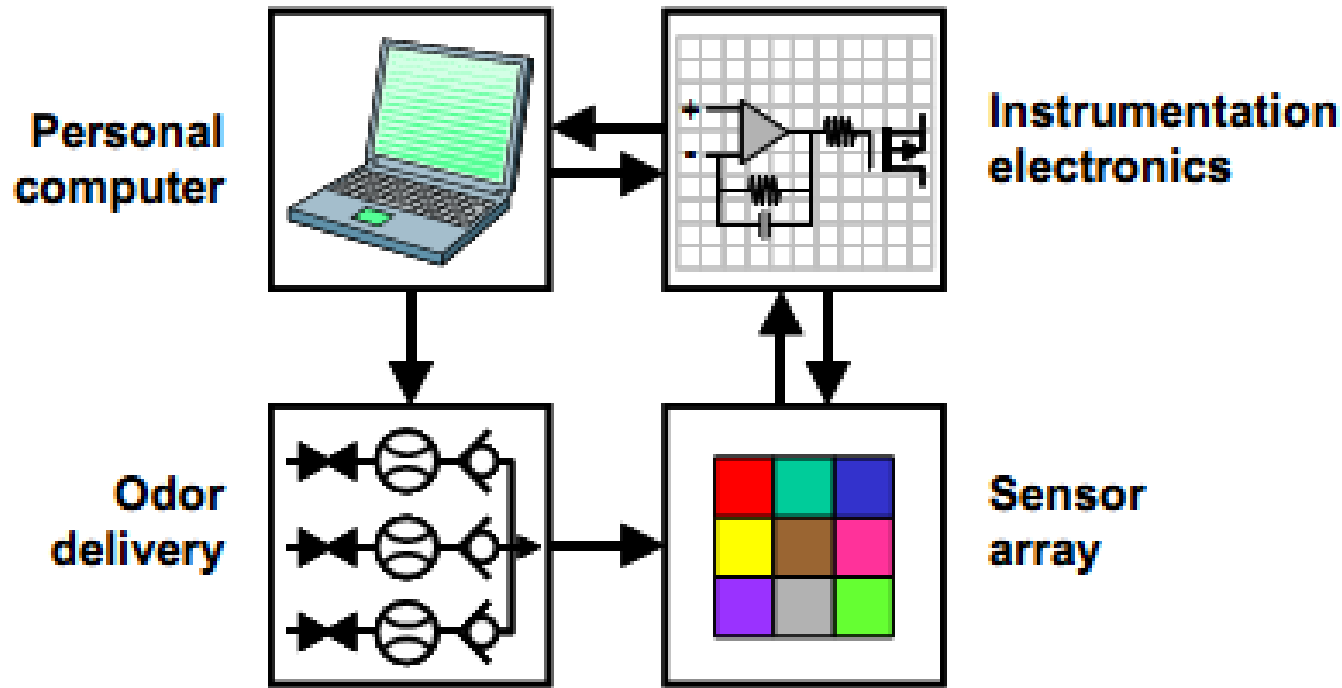 Personal
computer
+
-
Instrumentation
electronics
Odor
delivery
Sensor
array